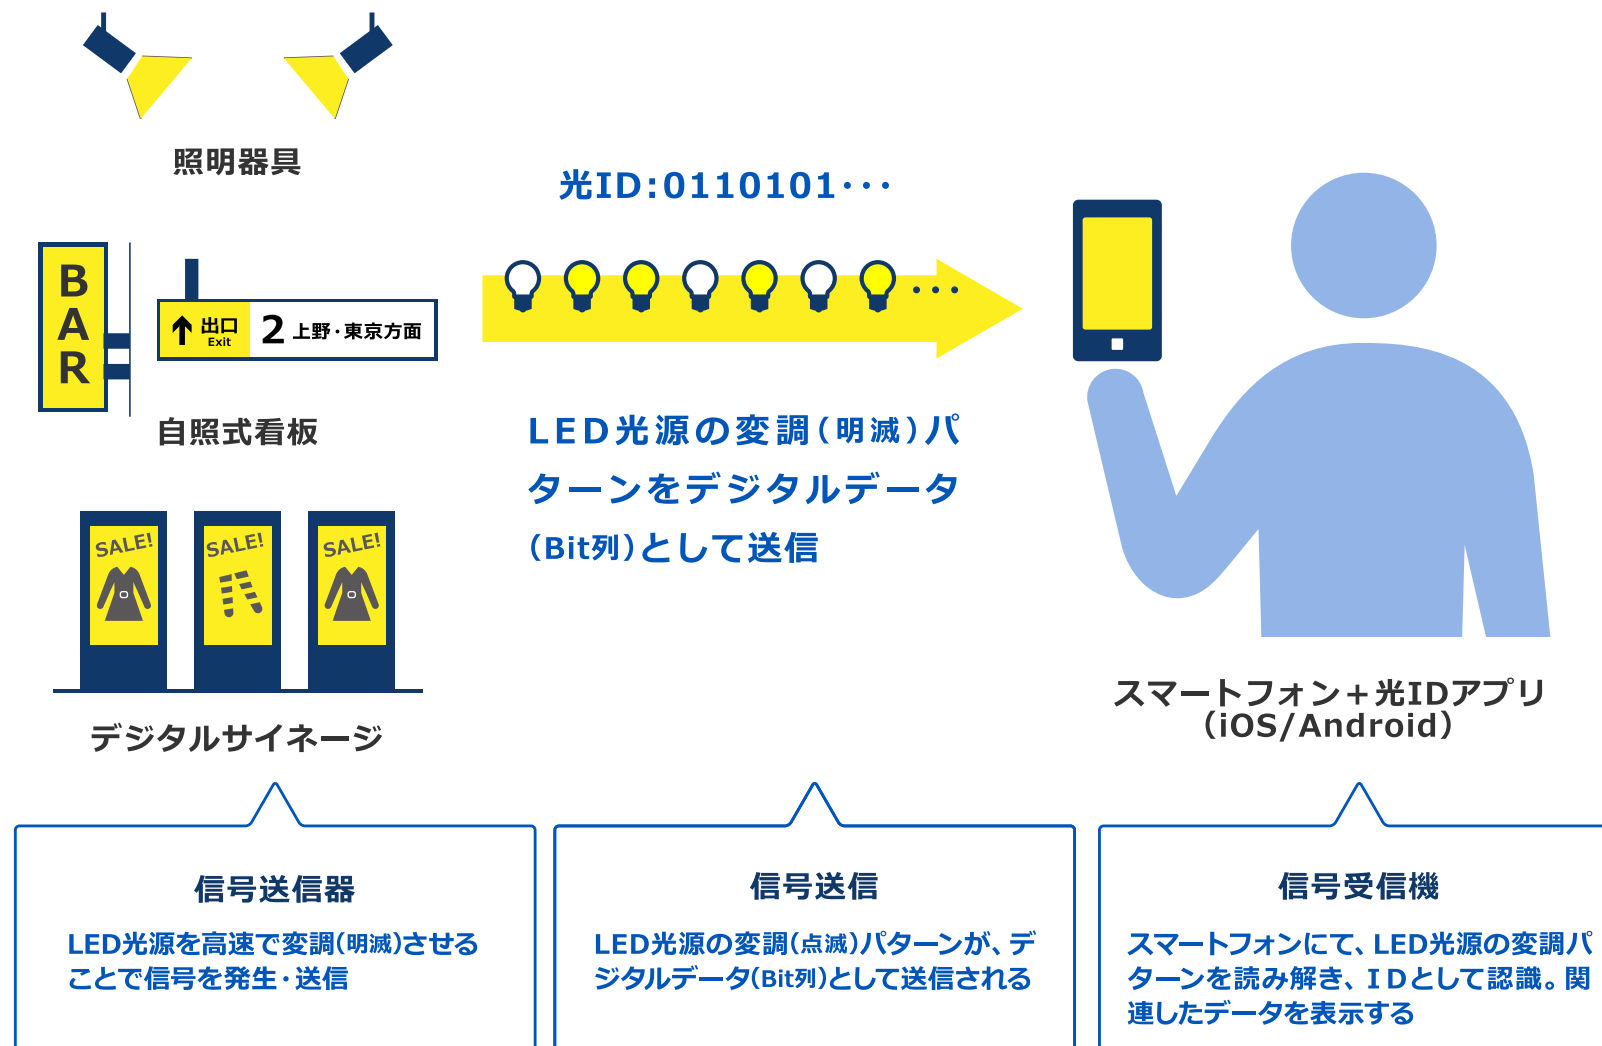 照明器具
光ID:0110101･･･
BAR
↑ 出口
Exit
2 上野・東京方面
自照式看板
LED光源の変調(明滅)パ
ターンをデジタルデータ
(Bit列)として送信
SALE!
SALE!
SALE!
デジタルサイネージ
スマートフォン＋光IDアプリ
(iOS/Android)
信号送信器
LED光源を高速で変調(明滅)させる
ことで信号を発生・送信
信号送信
LED光源の変調(点滅)パターンが、デ
ジタルデータ(Bit列)として送信される
信号受信機
スマートフォンにて、LED光源の変調パ
ターンを読み解き、IDとして認識。関
連したデータを表示する